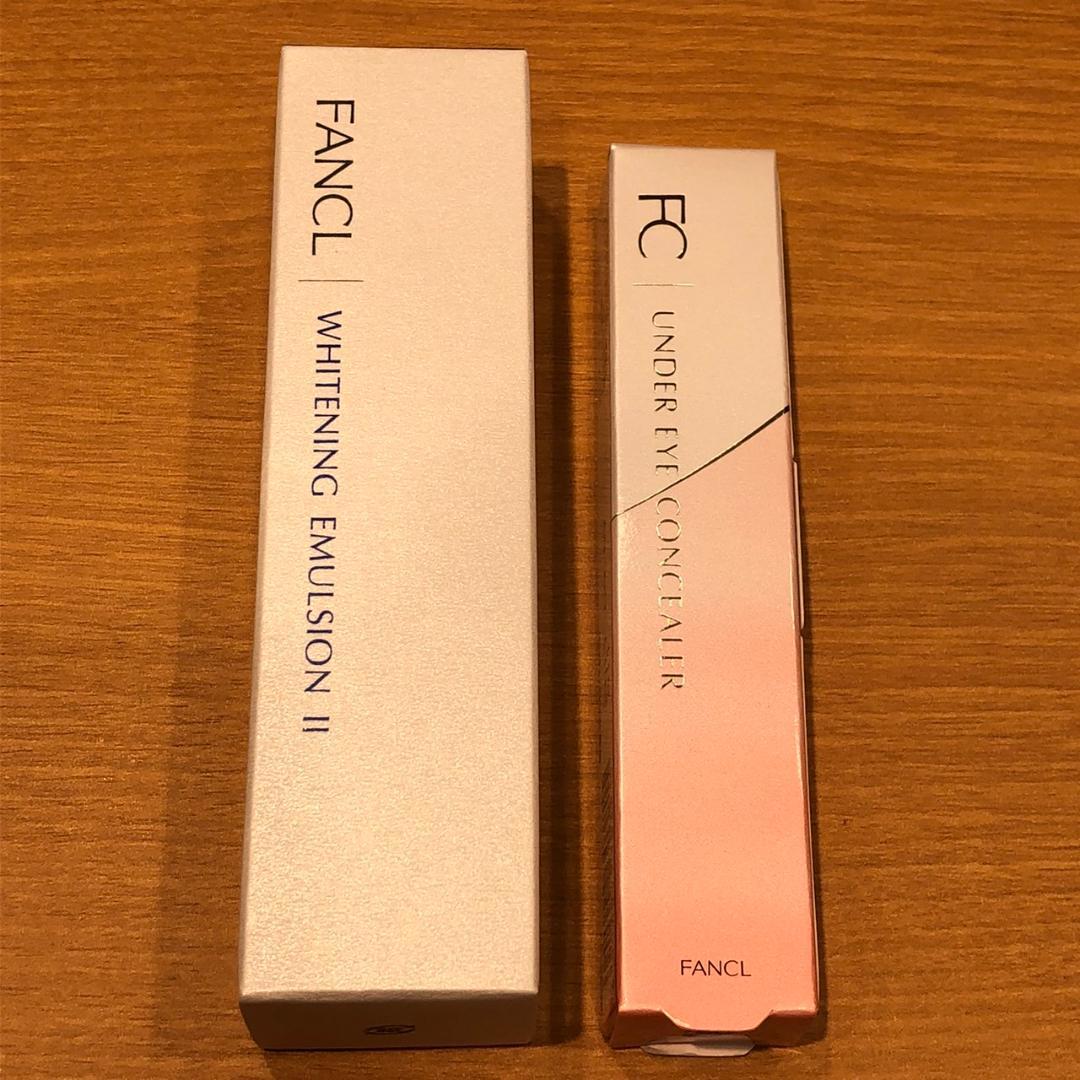 FANCL | WHITENING EMULSION II
FC | UNDER EYE CONCEALER
FANCL